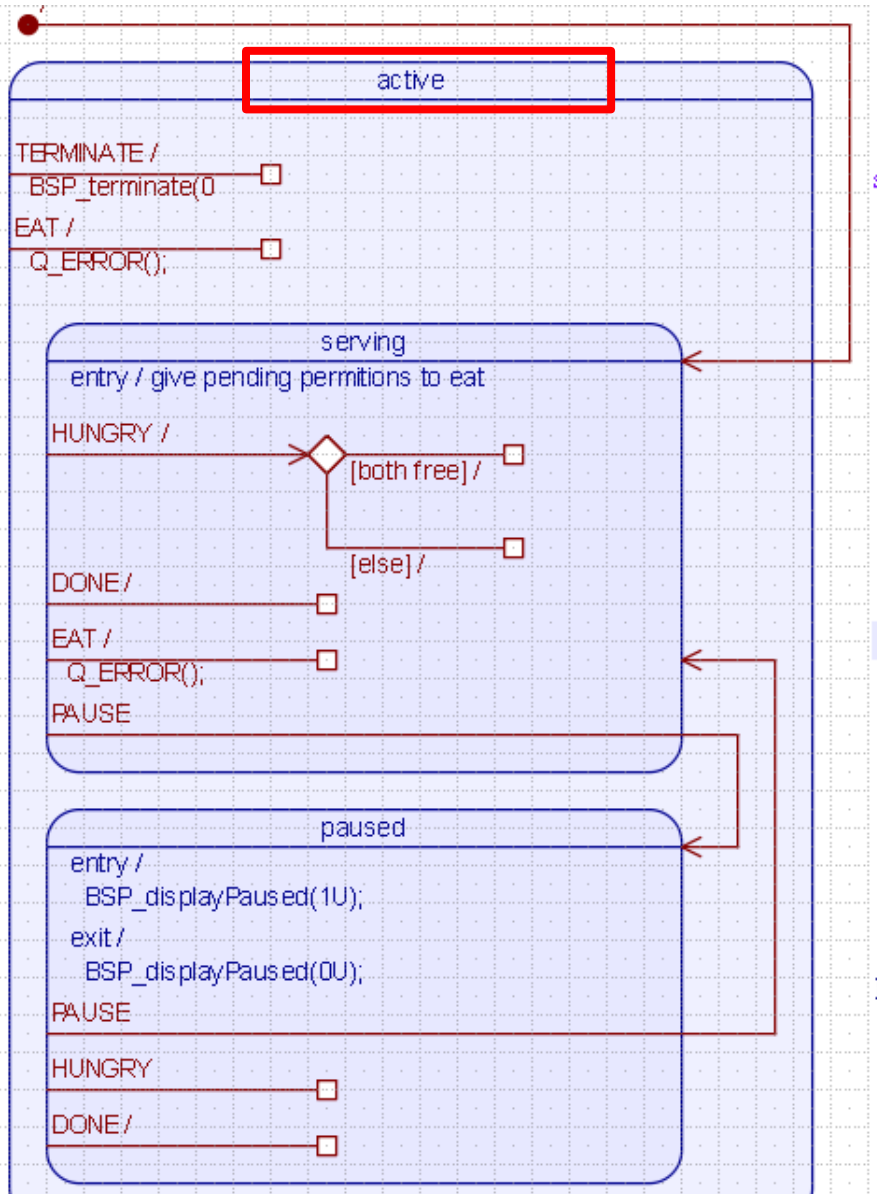 /
active
TERMINATE /
BSP_terminate(0
EAT /
Q_ERROR();
serving
entry / give pending permitions to eat
HUNGRY /
[both free] /
[else] /
DONE /
EAT /
Q_ERROR();
PAUSE
paused
entry /
BSP_displayPaused(1U);
exit /
BSP_displayPaused(0U);
PAUSE
HUNGRY
DONE /